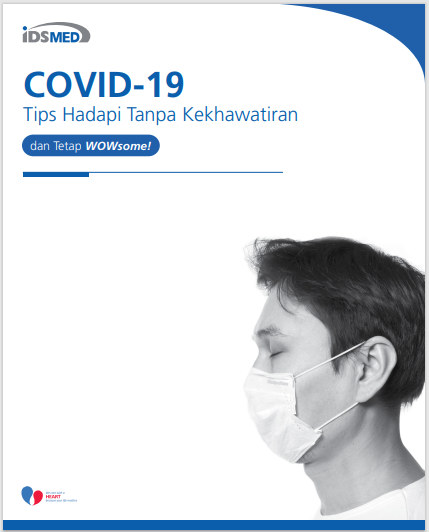 iDSMED
COVID-19
Tips Hadapi Tanpa Kekhawatiran
dan Tetap WOWsome!
HEART